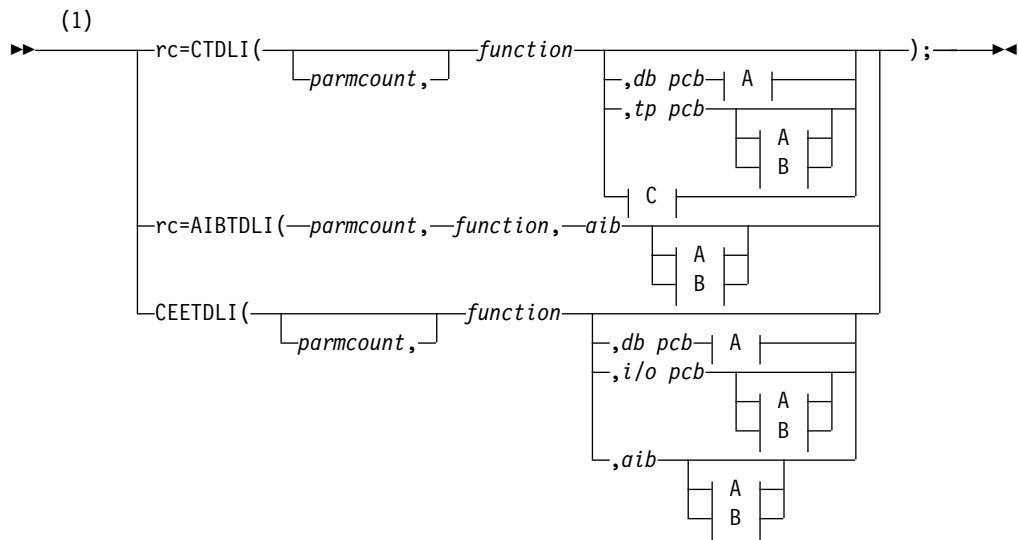 (1)
rc=CTDLI( parmcount, function ,db pcb A );
,tp pcb A
B
C
rc=AIBTDLI( parmcount, function, aib A
B
CEETDLI( parmcount, function ,db pcb A
,i/o pcb A
B
,aib A
B